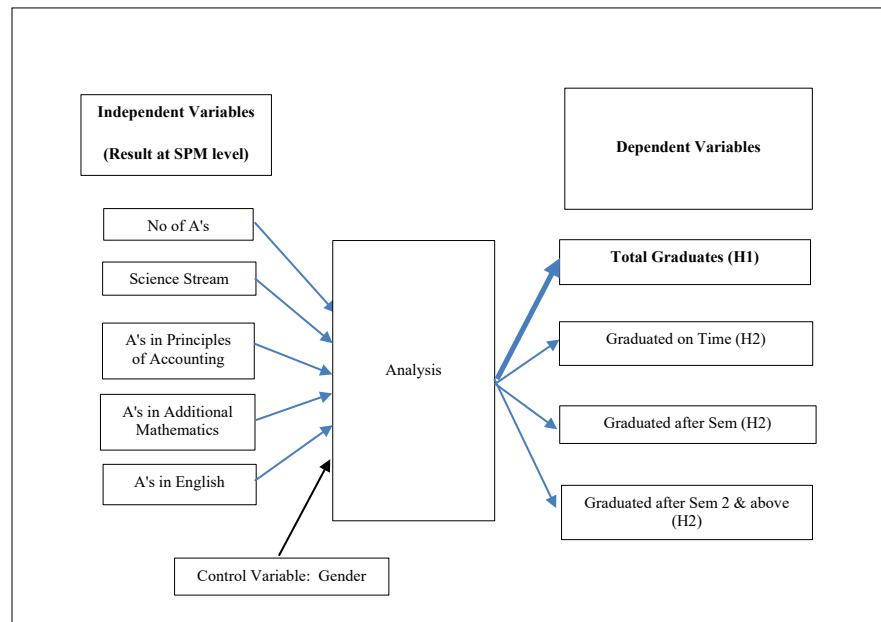 Independent Variables
(Result at SPM level)
No of A's
Science Stream
A's in Principles
of Accounting
A's in Additional
Mathematics
A's in English
Control Variable: Gender
Analysis
Dependent Variables
Total Graduates (H1)
Graduated on Time (H2)
Graduated after Sem (H2)
Graduated after Sem 2 & above
(H2)